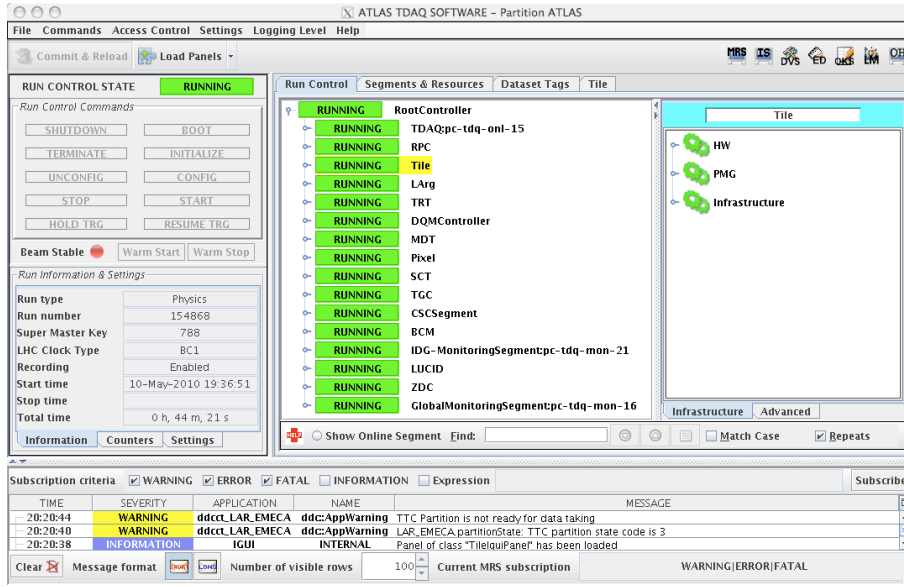 ATLAS TDAQ SOFTWARE - Partition ATLAS
File Commands Access Control Settings Logging Level Help
Commit & Reload Load Panels MRS IS DVS ED OKS LM OH
RUN CONTROL STATE RUNNING
Run Control Commands
SHUTDOWN BOOT
TERMINATE INITIALIZE
UNCONFIG CONFIG
STOP START
HOLD TRG RESUME TRG
Beam Stable Warm Start Warm Stop
Run Information & Settings
Run type Physics
Run number 154868
Super Master Key 788
LHC Clock Type BC1
Recording Enabled
Start time 10-May-2010 19:36:51
Stop time
Total time 0 h, 44 m, 21 s
Information Counters Settings
Run Control Segments & Resources Dataset Tags Tile
RUNNING RootController
RUNNING TDAQ:pc-tdq-onl-15
RUNNING RPC
RUNNING Tile
RUNNING LArg
RUNNING TRT
RUNNING DQMController
RUNNING MDT
RUNNING Pixel
RUNNING SCT
RUNNING TGC
RUNNING CSCSegment
RUNNING BCM
RUNNING IDG-MonitoringSegment:pc-tdq-mon-21
RUNNING LUCID
RUNNING ZDC
RUNNING GlobalMonitoringSegment:pc-tdq-mon-16
Tile
HW
PMG
Infrastructure
Infrastructure Advanced
HELP Show Online Segment Find: Match Case Repeats
Subscription criteria WARNING ERROR FATAL INFORMATION Expression Subscribe
TIME SEVERITY APPLICATION NAME MESSAGE
20:20:44 WARNING ddcct_LAR_EMECA ddc::AppWarning TTC Partition is not ready for data taking
20:20:40 WARNING ddcct_LAR_EMECA ddc::AppWarning LAR_EMECA.partitionState: TTC partition state code is 3
20:20:38 INFORMATION IGUI INTERNAL Panel of class "TileIguiPanel" has been loaded
Clear Message format SHORT LONG Number of visible rows 100 Current MRS subscription WARNING|ERROR|FATAL